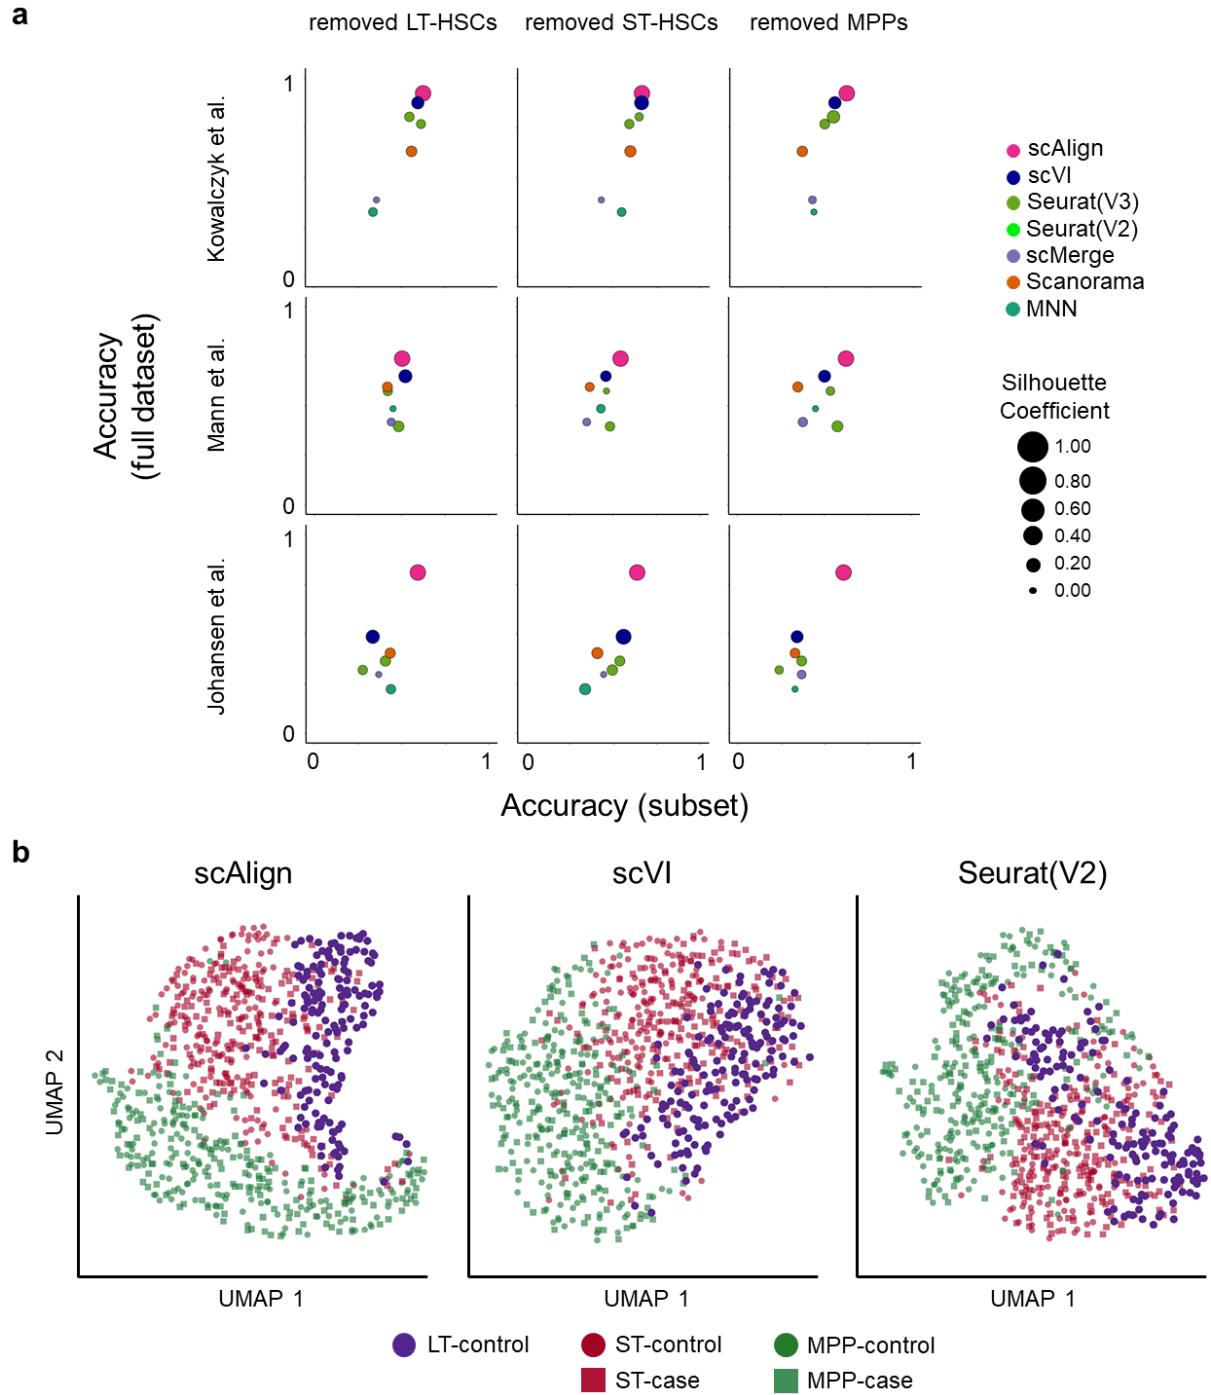 a
removed LT-HSCs
removed ST-HSCs
removed MPPs
Accuracy
(full dataset)
Kowalczyk et al.
1
0
Mann et al.
1
0
Johansen et al.
1
0
0
1
0
1
0
1
Accuracy (subset)
scAlign
scVI
Seurat(V3)
Seurat(V2)
scMerge
Scanorama
MNN
Silhouette
Coefficient
1.00
0.80
0.60
0.40
0.20
0.00
b
scAlign
scVI
Seurat(V2)
UMAP 2
UMAP 1
UMAP 1
UMAP 1
LT-control
ST-control
MPP-control
ST-case
MPP-case